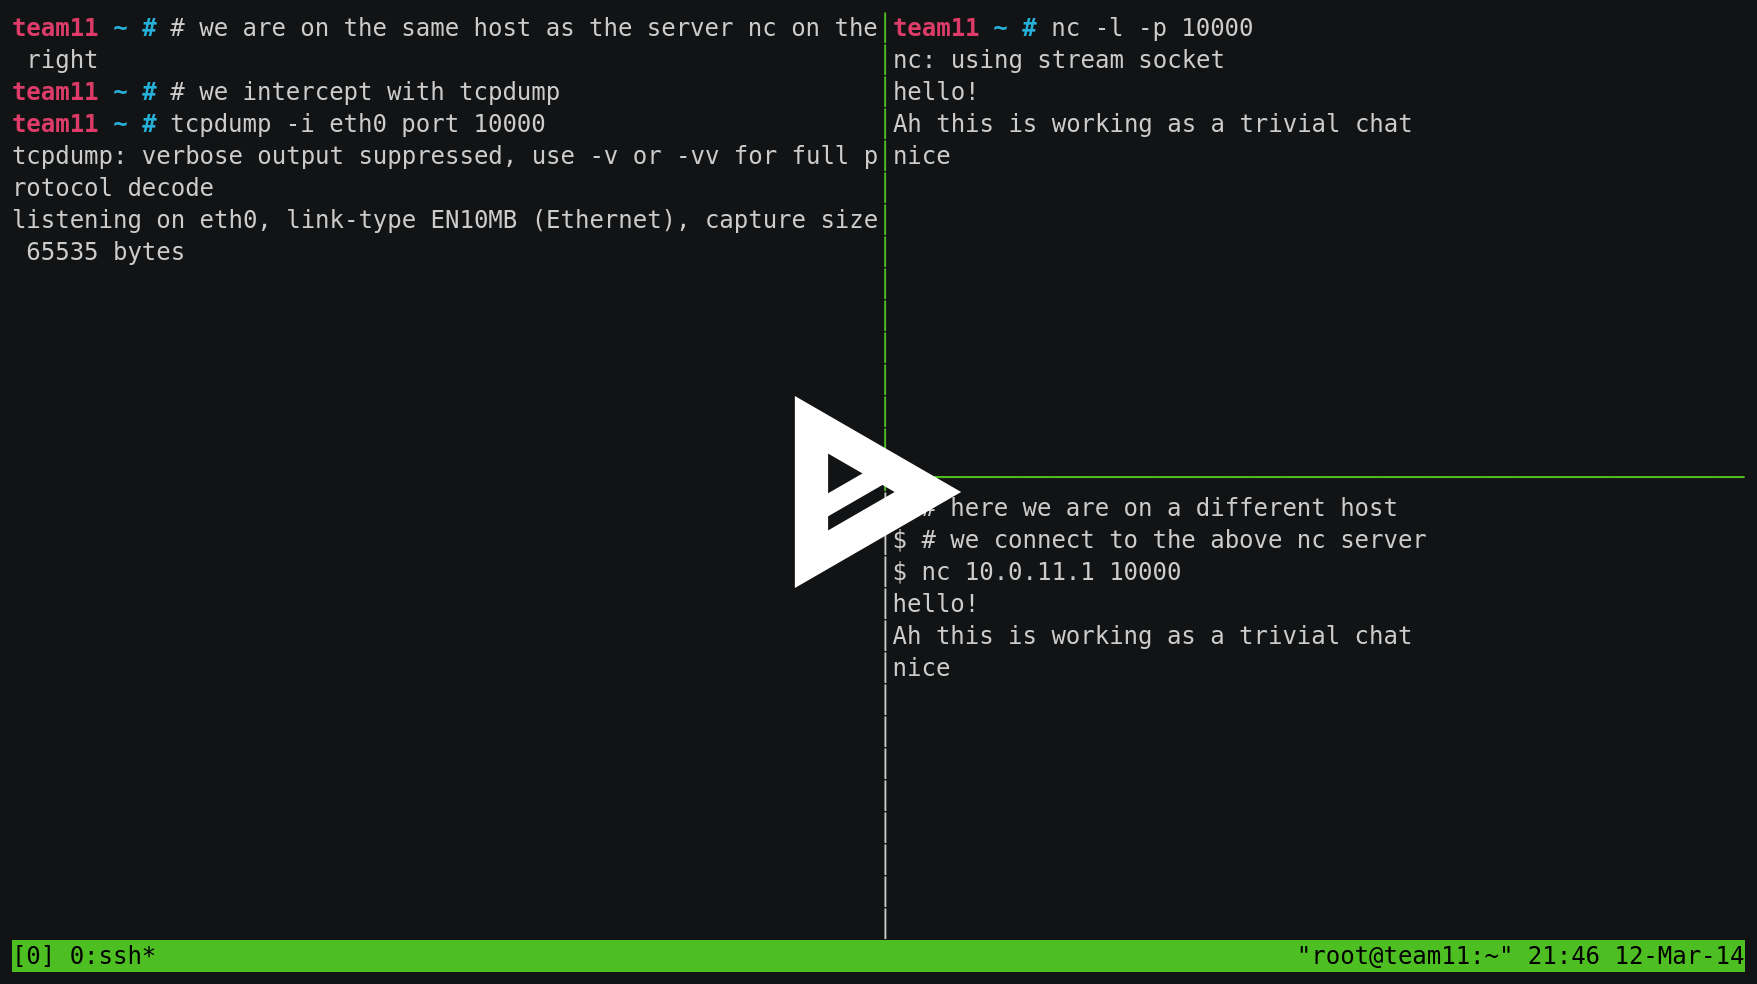 team11 ~ # # we are on the same host as the server nc on the
 right
team11 ~ # # we intercept with tcpdump
team11 ~ # tcpdump -i eth0 port 10000
tcpdump: verbose output suppressed, use -v or -vv for full p
rotocol decode
listening on eth0, link-type EN10MB (Ethernet), capture size
 65535 bytes
team11 ~ # nc -l -p 10000
nc: using stream socket
hello!
Ah this is working as a trivial chat
nice
# here we are on a different host
$ # we connect to the above nc server
$ nc 10.0.11.1 10000
hello!
Ah this is working as a trivial chat
nice
[0] 0:ssh* "root@team11:~" 21:46 12-Mar-14